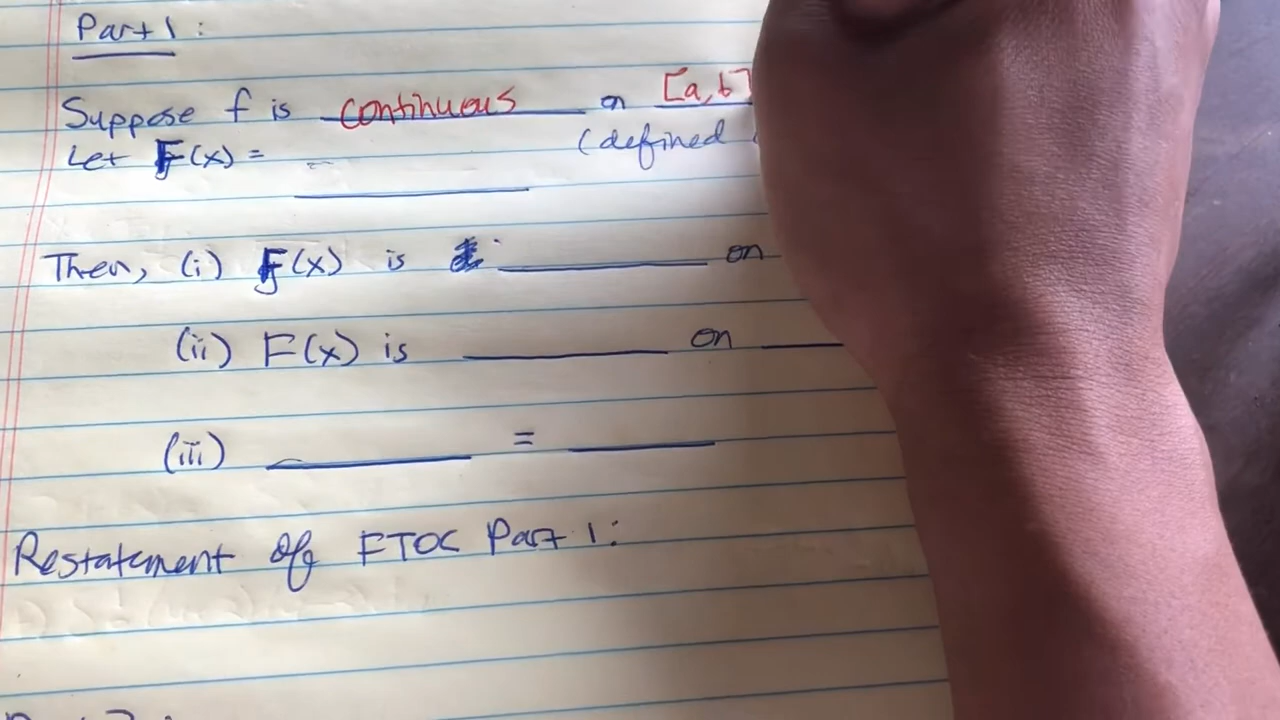 Part 1:
Suppose f is continuous on [a,b]
Let F(x) = (defined
Then, (i) F(x) is on
(ii) F(x) is on
(iii) =
Restatement of FTOC Part 1: